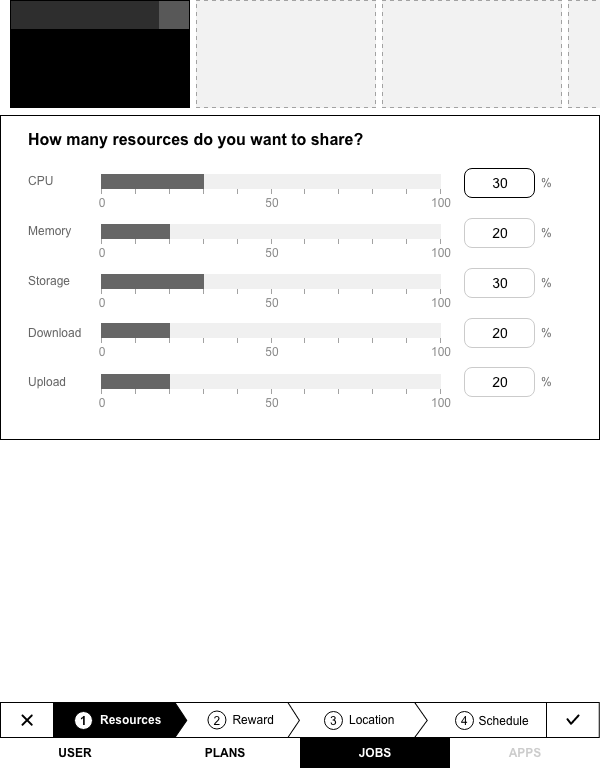 How many resources do you want to share?
CPU 30 %
0 50 100
Memory 20 %
0 50 100
Storage 30 %
0 50 100
Download 20 %
0 50 100
Upload 20 %
0 50 100
1 Resources 2 Reward 3 Location 4 Schedule
USER PLANS JOBS APPS